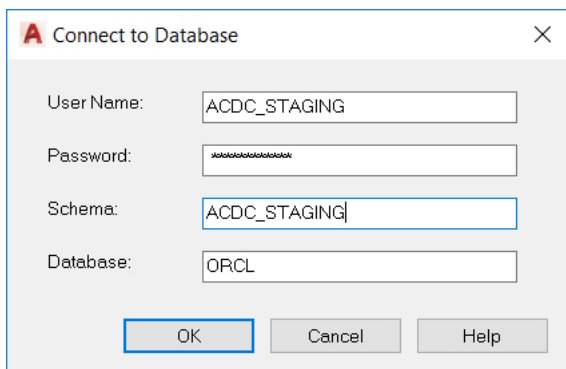 Connect to Database
User Name: ACDC_STAGING
Password: *************
Schema: ACDC_STAGING
Database: ORCL
OK Cancel Help